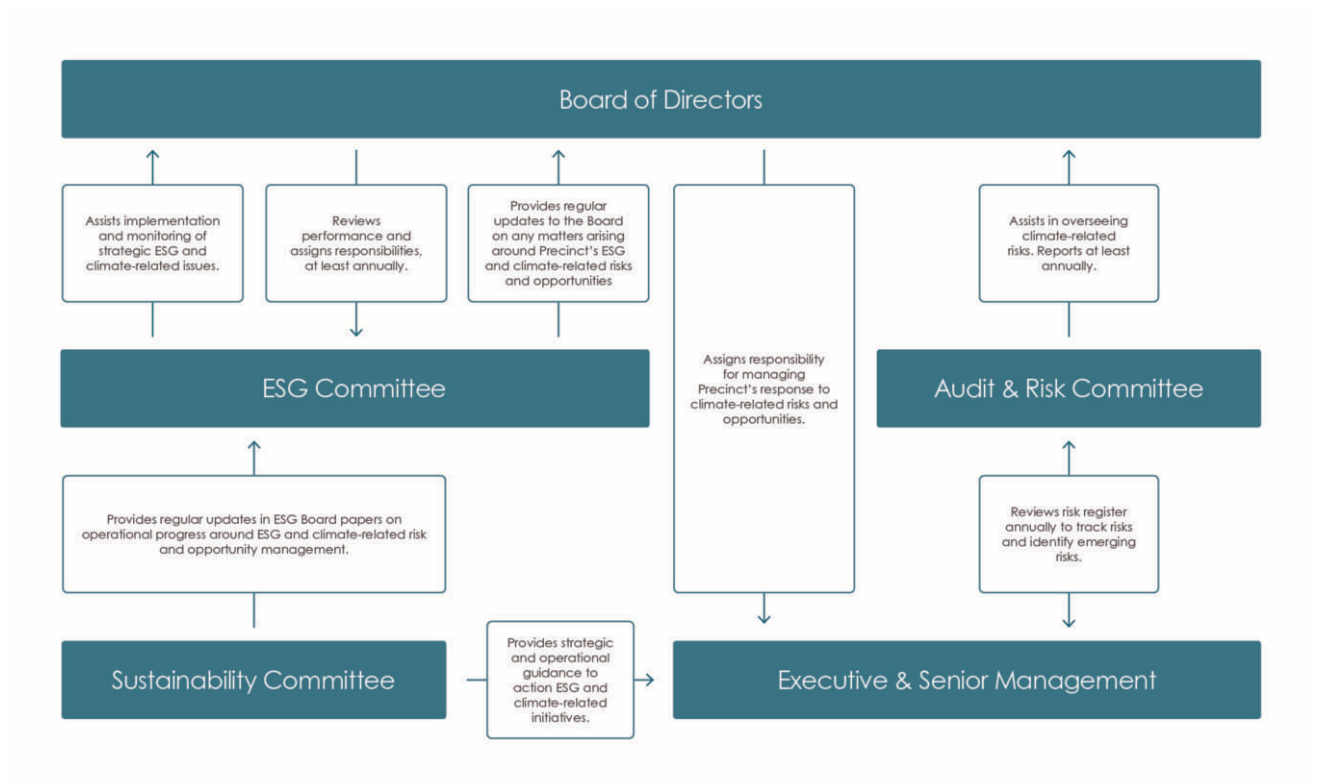 Board of Directors
Assists implementation
and monitoring of
strategic ESG and
climate-related issues.
Reviews
performance and
assigns responsibilities,
at least annually.
Provides regular
updates to the Board
on any matters arising
around Precinct’s ESG
and climate-related risks
and opportunities
Assigns responsibility
for managing
Precinct’s response to
climate-related risks and
opportunities.
Assists in overseeing
climate-related
risks. Reports at least
annually.
ESG Committee
Audit & Risk Committee
Provides regular updates in ESG Board papers on
operational progress around ESG and climate-related risk
and opportunity management.
Reviews risk register
annually to track risks
and identify emerging
risks.
Sustainability Committee
Provides strategic
and operational
guidance to
action ESG and
climate-related
initiatives.
Executive & Senior Management